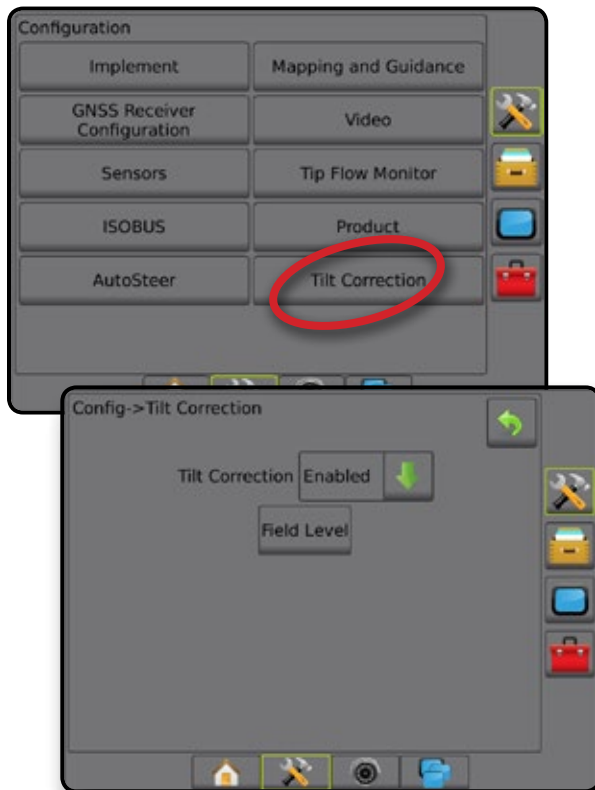 Configuration
Implement
Mapping and Guidance
GNSS Receiver
Configuration
Video
Sensors
Tip Flow Monitor
ISOBUS
Product
AutoSteer
Tilt Correction
Config->Tilt Correction
Tilt Correction Enabled
Field Level